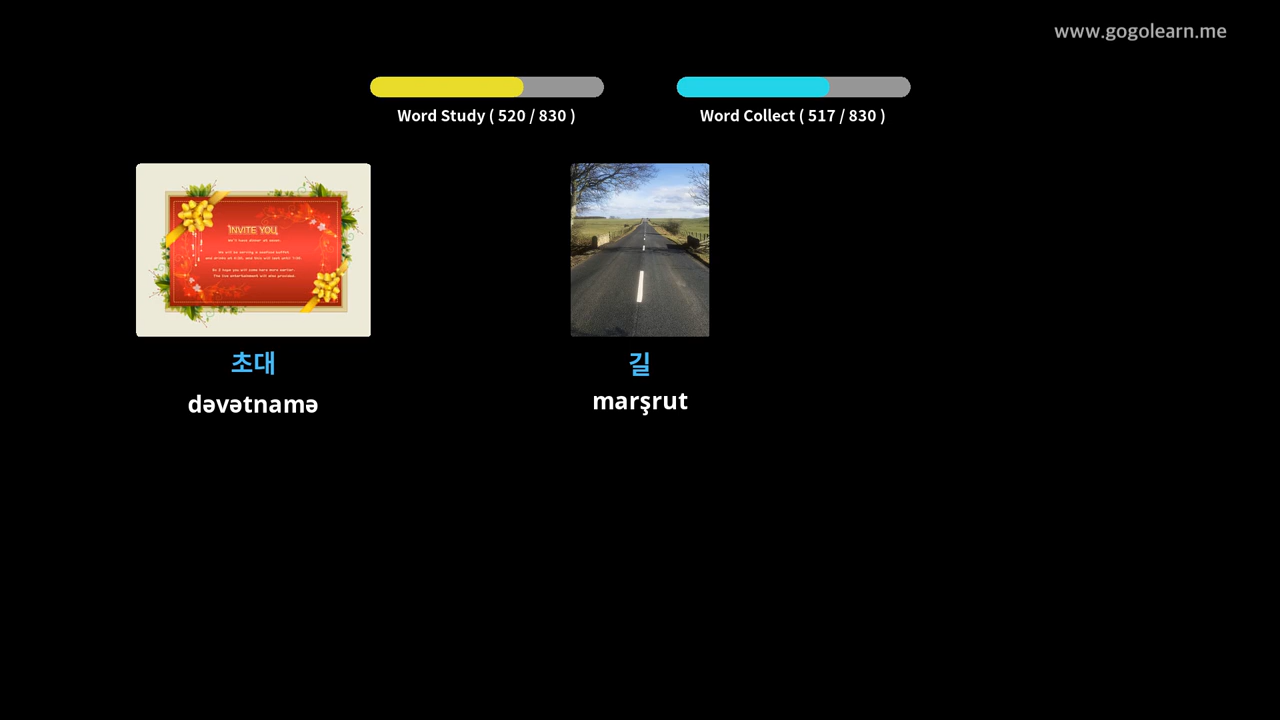 www.gogolearn.me
Word Study ( 520 / 830 )
Word Collect ( 517 / 830 )
INVITE YOU
초대
길
dəvətnamə
marşrut